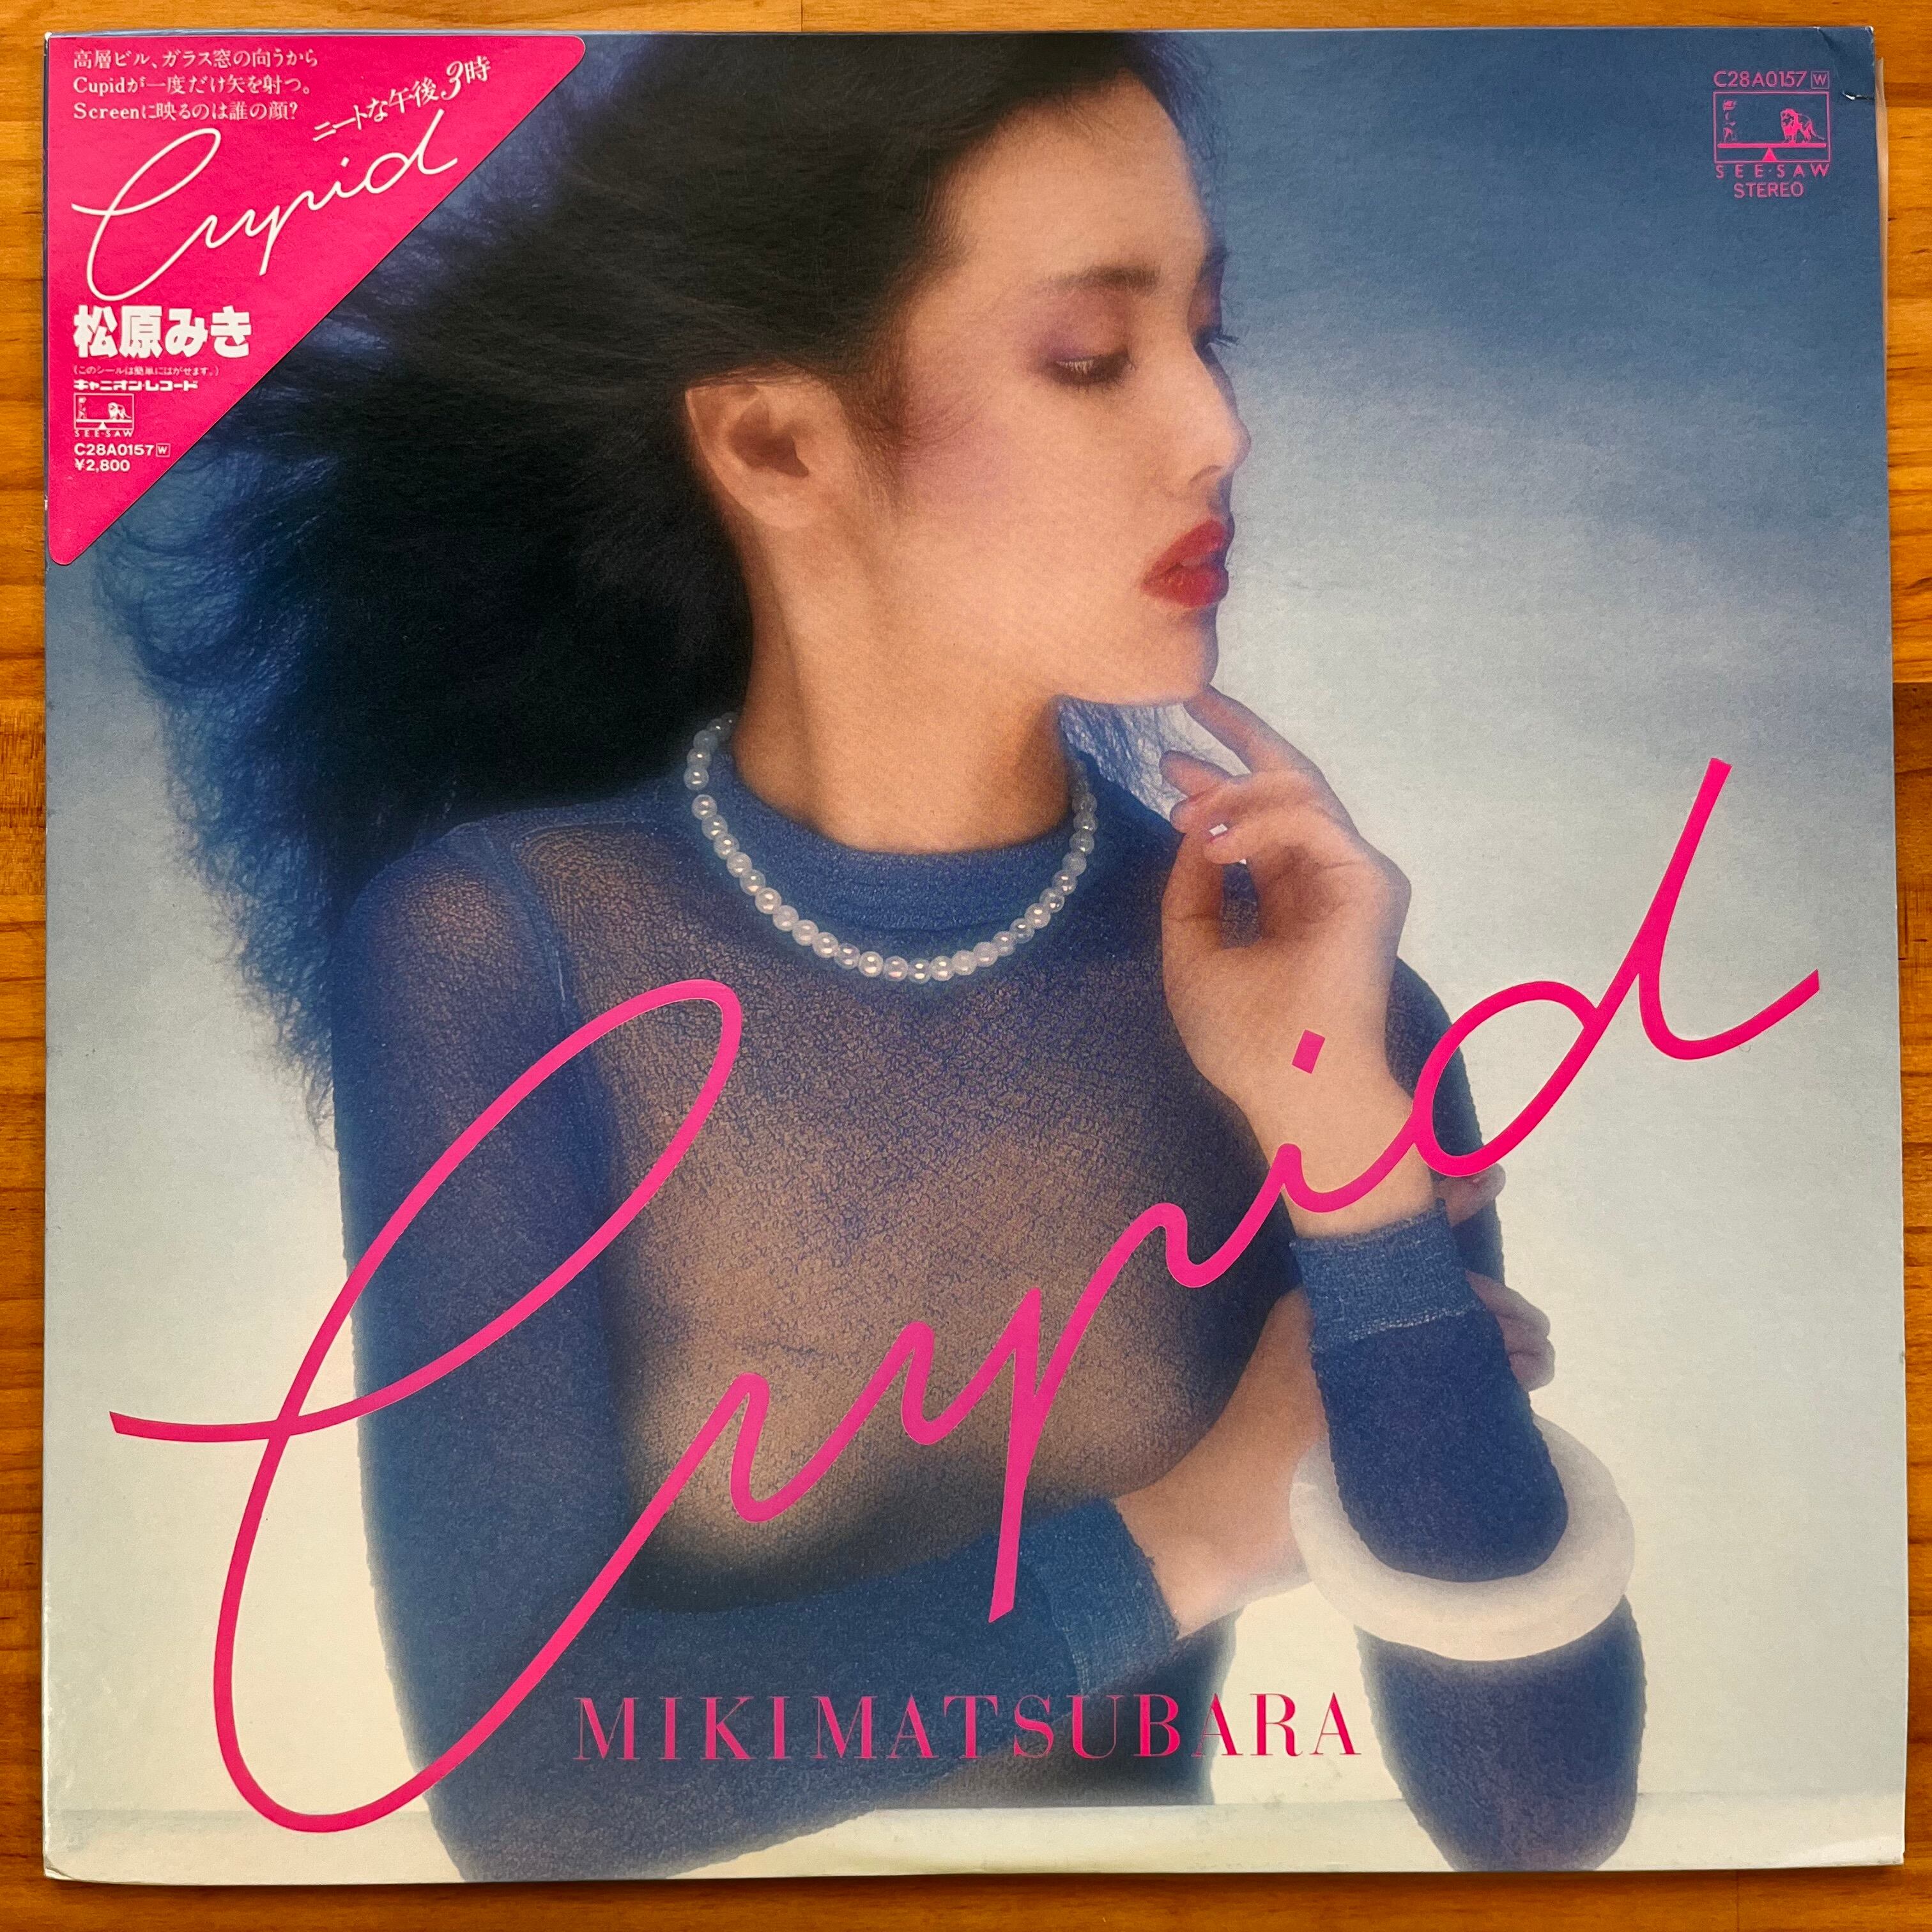 高層ビル、ガラス窓の向うから
Cupidが一度だけ矢を射つ。
Screenに映るのは誰の顔?
ニートな午後3時
Cupid
松原みき
(このシールは簡単にはがせます。)
キャニオン・レコード
SEE・SAW
C28A0157 W
¥2,800
C28A0157 W
SEE・SAW
STEREO
Cupid
MIKI MATSUBARA